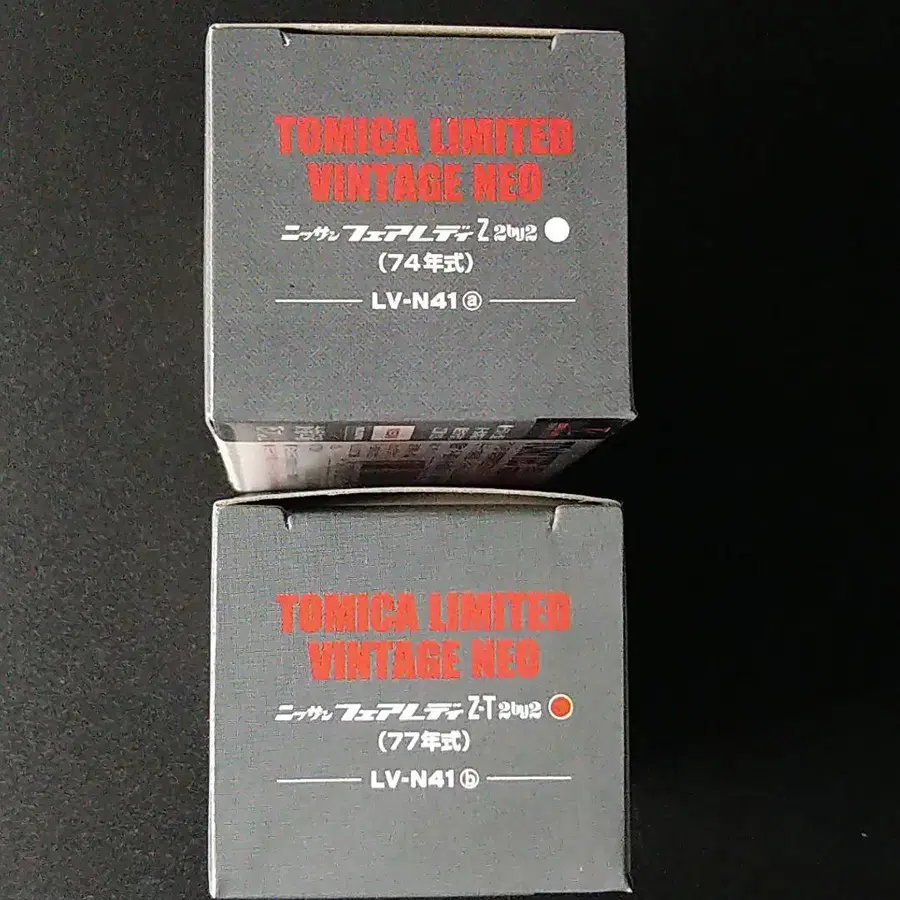 TOMICA LIMITED
VINTAGE NEO
ニッサン フェアレディ Z 2by2
(74年式)
LV-N41 ⓐ
TOMICA LIMITED
VINTAGE NEO
ニッサン フェアレディ Z-T 2by2
(77年式)
LV-N41 ⓑ